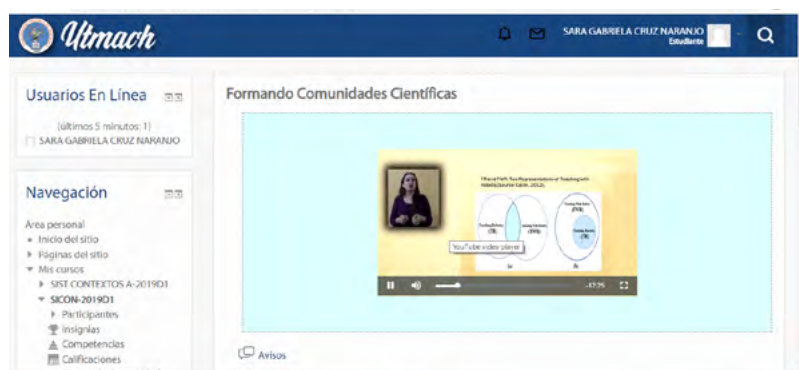 Utmach
SARA GABRIELA CRUZ NARANJO
Estudiante
Usuarios En Línea
(últimos 5 minutos: 1)
SARA GABRIELA CRUZ NARANJO
Navegación
Área personal
Inicio del sitio
Páginas del sitio
Mis cursos
SIST CONTEXTOS A-2019D1
SICON-2019D1
Participantes
Insignias
Competencias
Calificaciones
Formando Comunidades Científicas
YouTube video player
Avisos